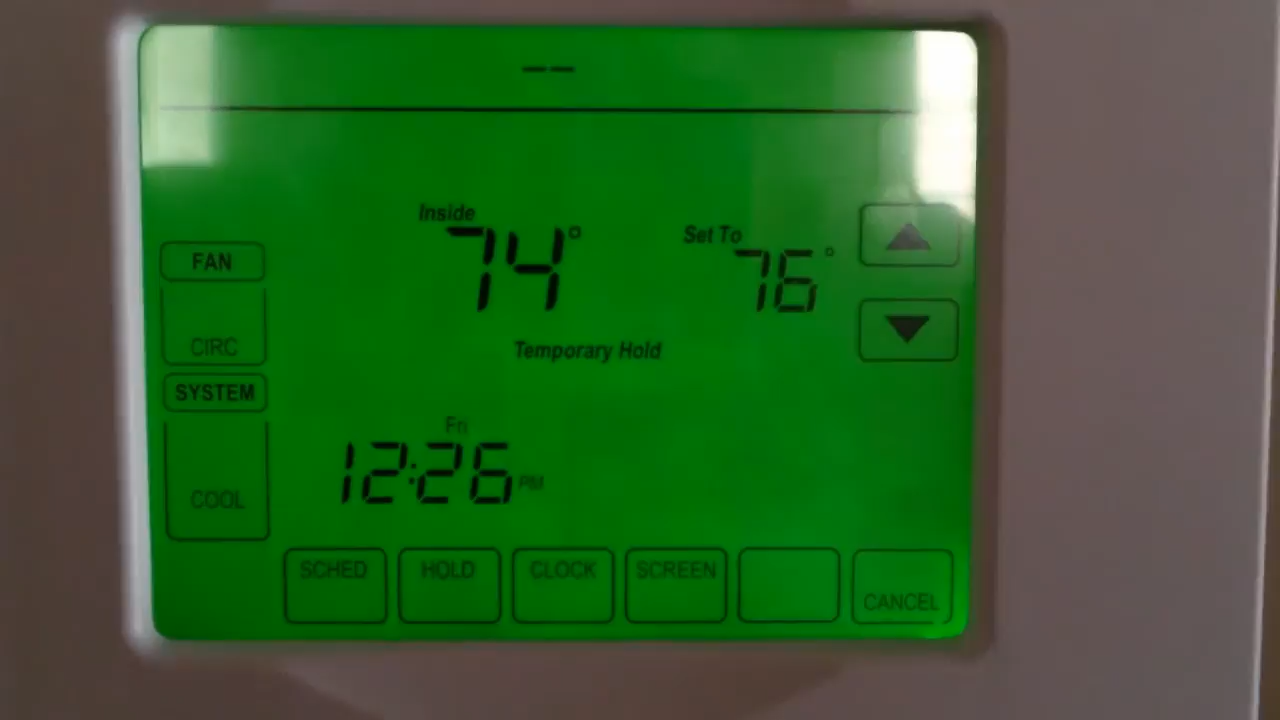 --
Inside
74°
Set To
76°
FAN
CIRC
Temporary Hold
SYSTEM
COOL
Fri
12:26 PM
SCHED HOLD CLOCK SCREEN CANCEL